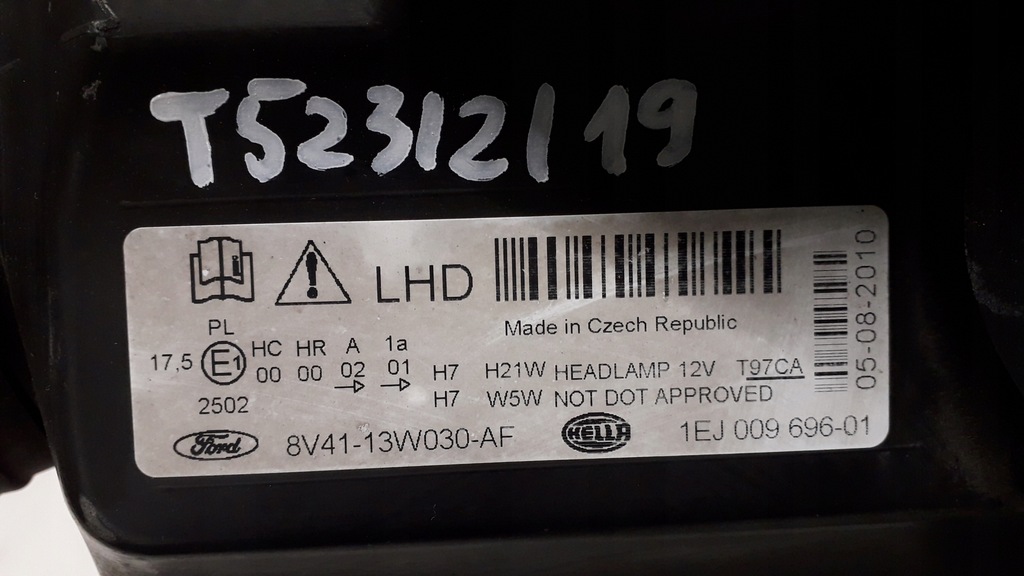 T52312/19
LHD
Made in Czech Republic
05-08-2010
PL HC HR A 1a
17,5 E1 00 00 02 01
2502
H7 H21W HEADLAMP 12V T97CA
H7 W5W NOT DOT APPROVED
Ford 8V41-13W030-AF HELLA 1EJ 009 696-01